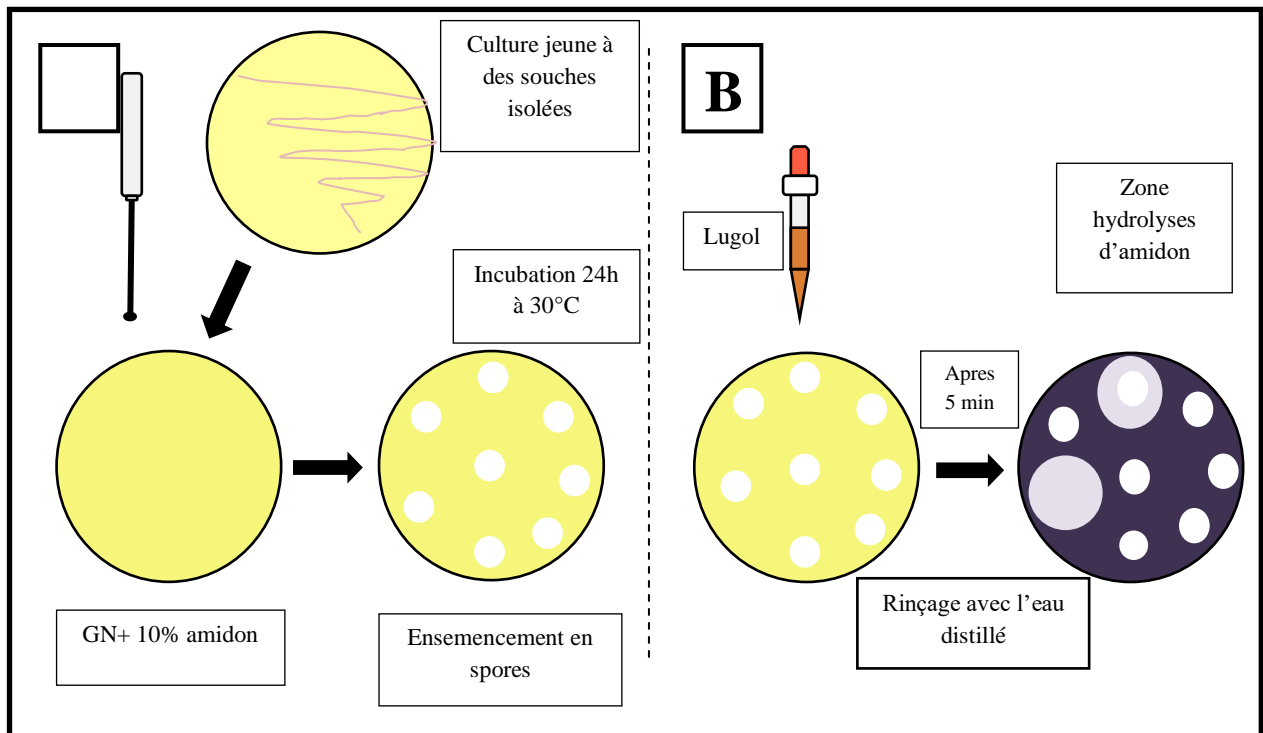 Culture jeune à
des souches
isolées
Incubation 24h
à 30°C
GN+ 10% amidon
Ensemencement en
spores
B
Lugol
Zone
hydrolyses
d’amidon
Apres
5 min
Rinçage avec l’eau
distillé